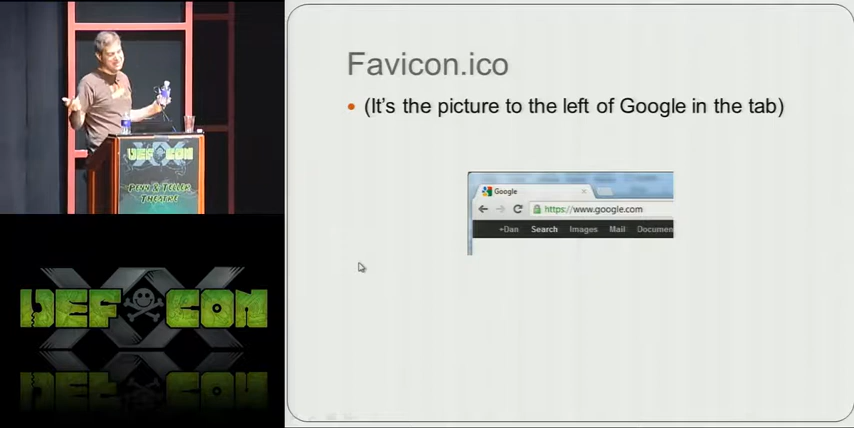 Favicon.ico
• (It's the picture to the left of Google in the tab)
Google
https://www.google.com
+Dan Search Images Mail Documen
DEF CON
PENN & TELLER
THEATRE
DEF CON
XX